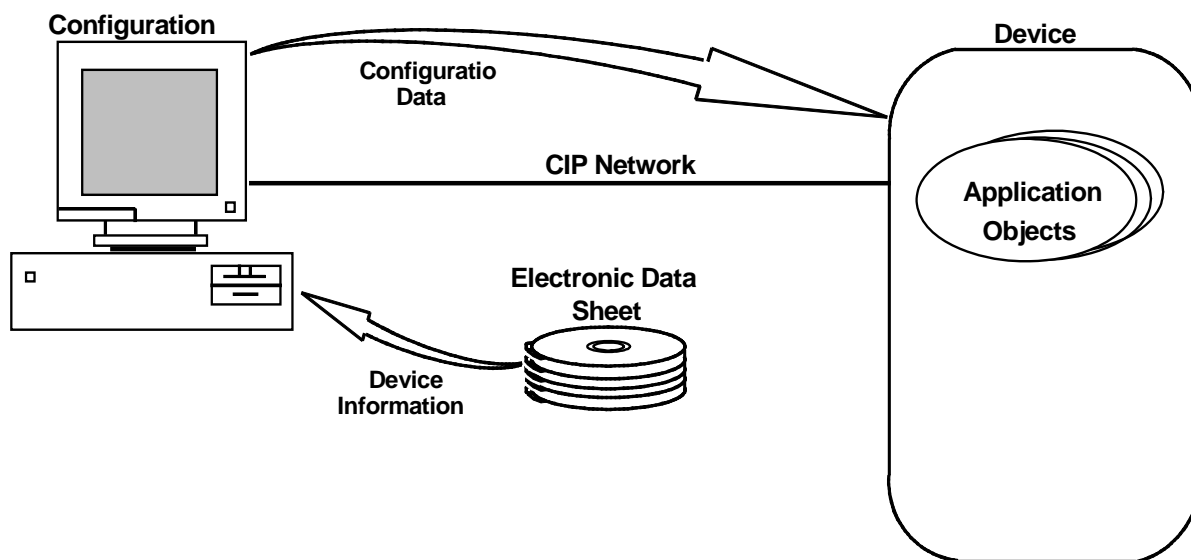 Configuration
Device
Configuratio
Data
CIP Network
Application
Objects
Electronic Data
Sheet
Device
Information